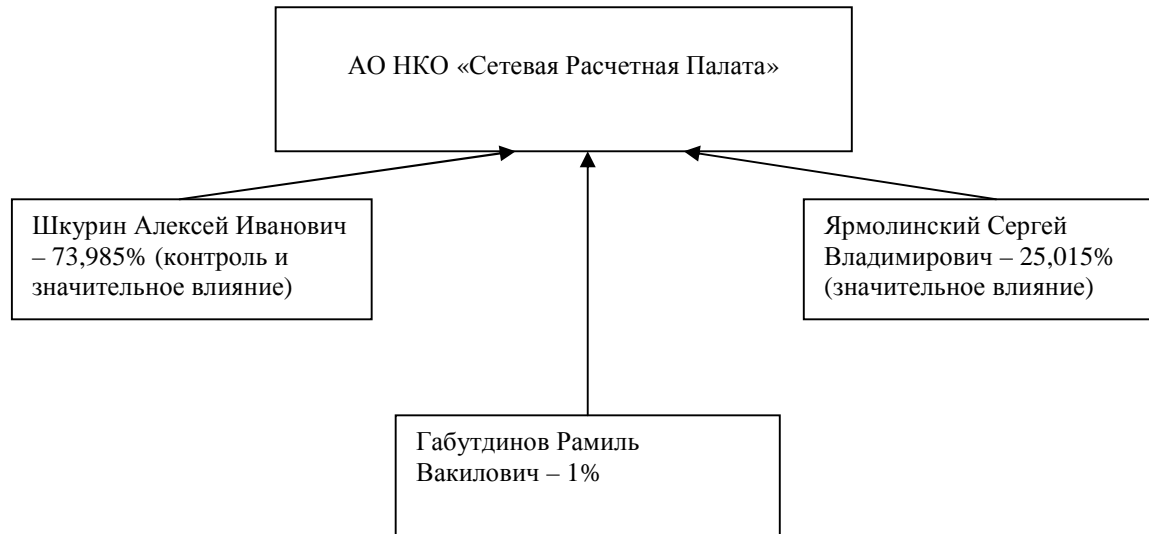 АО НКО «Сетевая Расчетная Палата»
Шкурин Алексей Иванович
– 73,985% (контроль и
значительное влияние)
Ярмолинский Сергей
Владимирович – 25,015%
(значительное влияние)
Габутдинов Рамиль
Вакилович – 1%